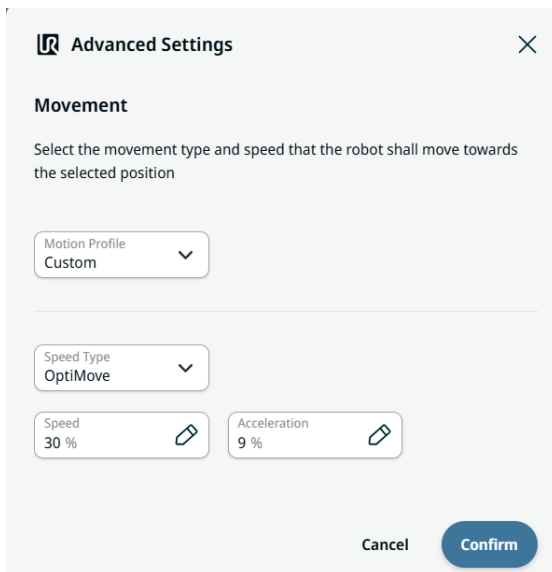 UR Advanced Settings
Movement
Select the movement type and speed that the robot shall move towards
the selected position
Motion Profile
Custom
Speed Type
OptiMove
Speed
30 %
Acceleration
9 %
Cancel
Confirm